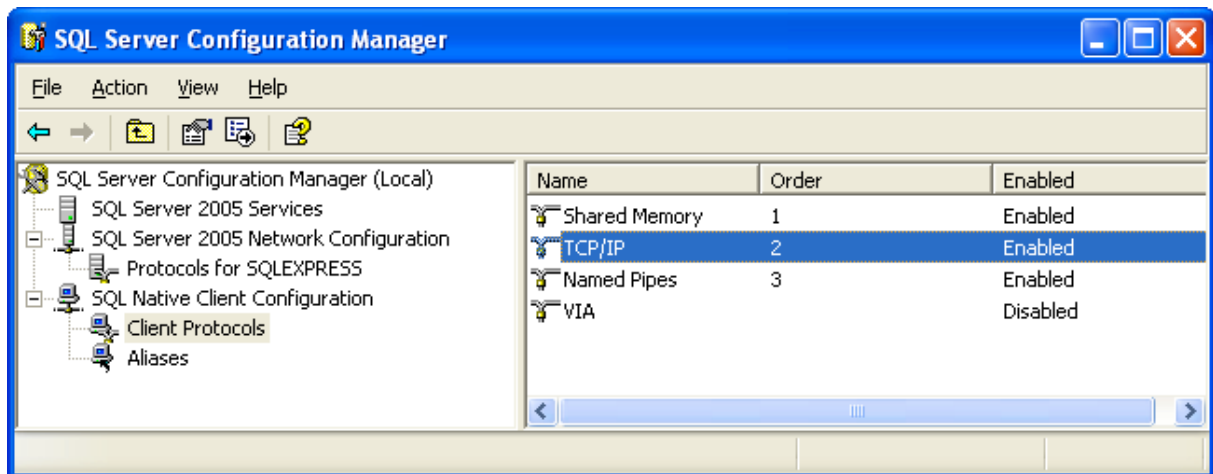 SQL Server Configuration Manager
File Action View Help
SQL Server Configuration Manager (Local)
SQL Server 2005 Services
SQL Server 2005 Network Configuration
Protocols for SQLEXPRESS
SQL Native Client Configuration
Client Protocols
Aliases
Name Order Enabled
Shared Memory 1 Enabled
TCP/IP 2 Enabled
Named Pipes 3 Enabled
VIA Disabled